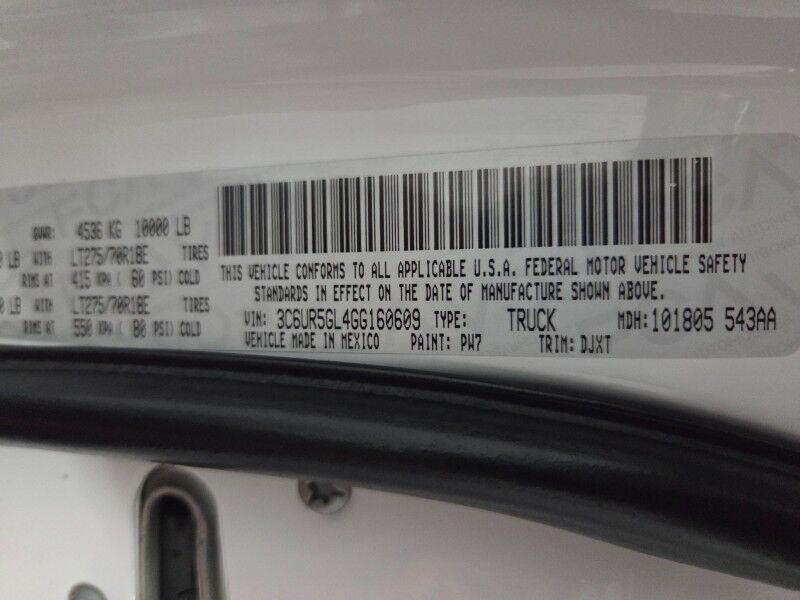 GVWR: 4536 KG 10000 LB
LB WITH LT275/70R18E TIRES
RIMS AT 415 KPA ( 60 PSI) COLD
LB WITH LT275/70R18E TIRES
RIMS AT 550 KPA ( 80 PSI) COLD
THIS VEHICLE CONFORMS TO ALL APPLICABLE U.S.A. FEDERAL MOTOR VEHICLE SAFETY
STANDARDS IN EFFECT ON THE DATE OF MANUFACTURE SHOWN ABOVE.
VIN: 3C6UR5GL4GG160609 TYPE: TRUCK MDH: 101805 543AA
VEHICLE MADE IN MEXICO PAINT: PW7 TRIM: DJXT